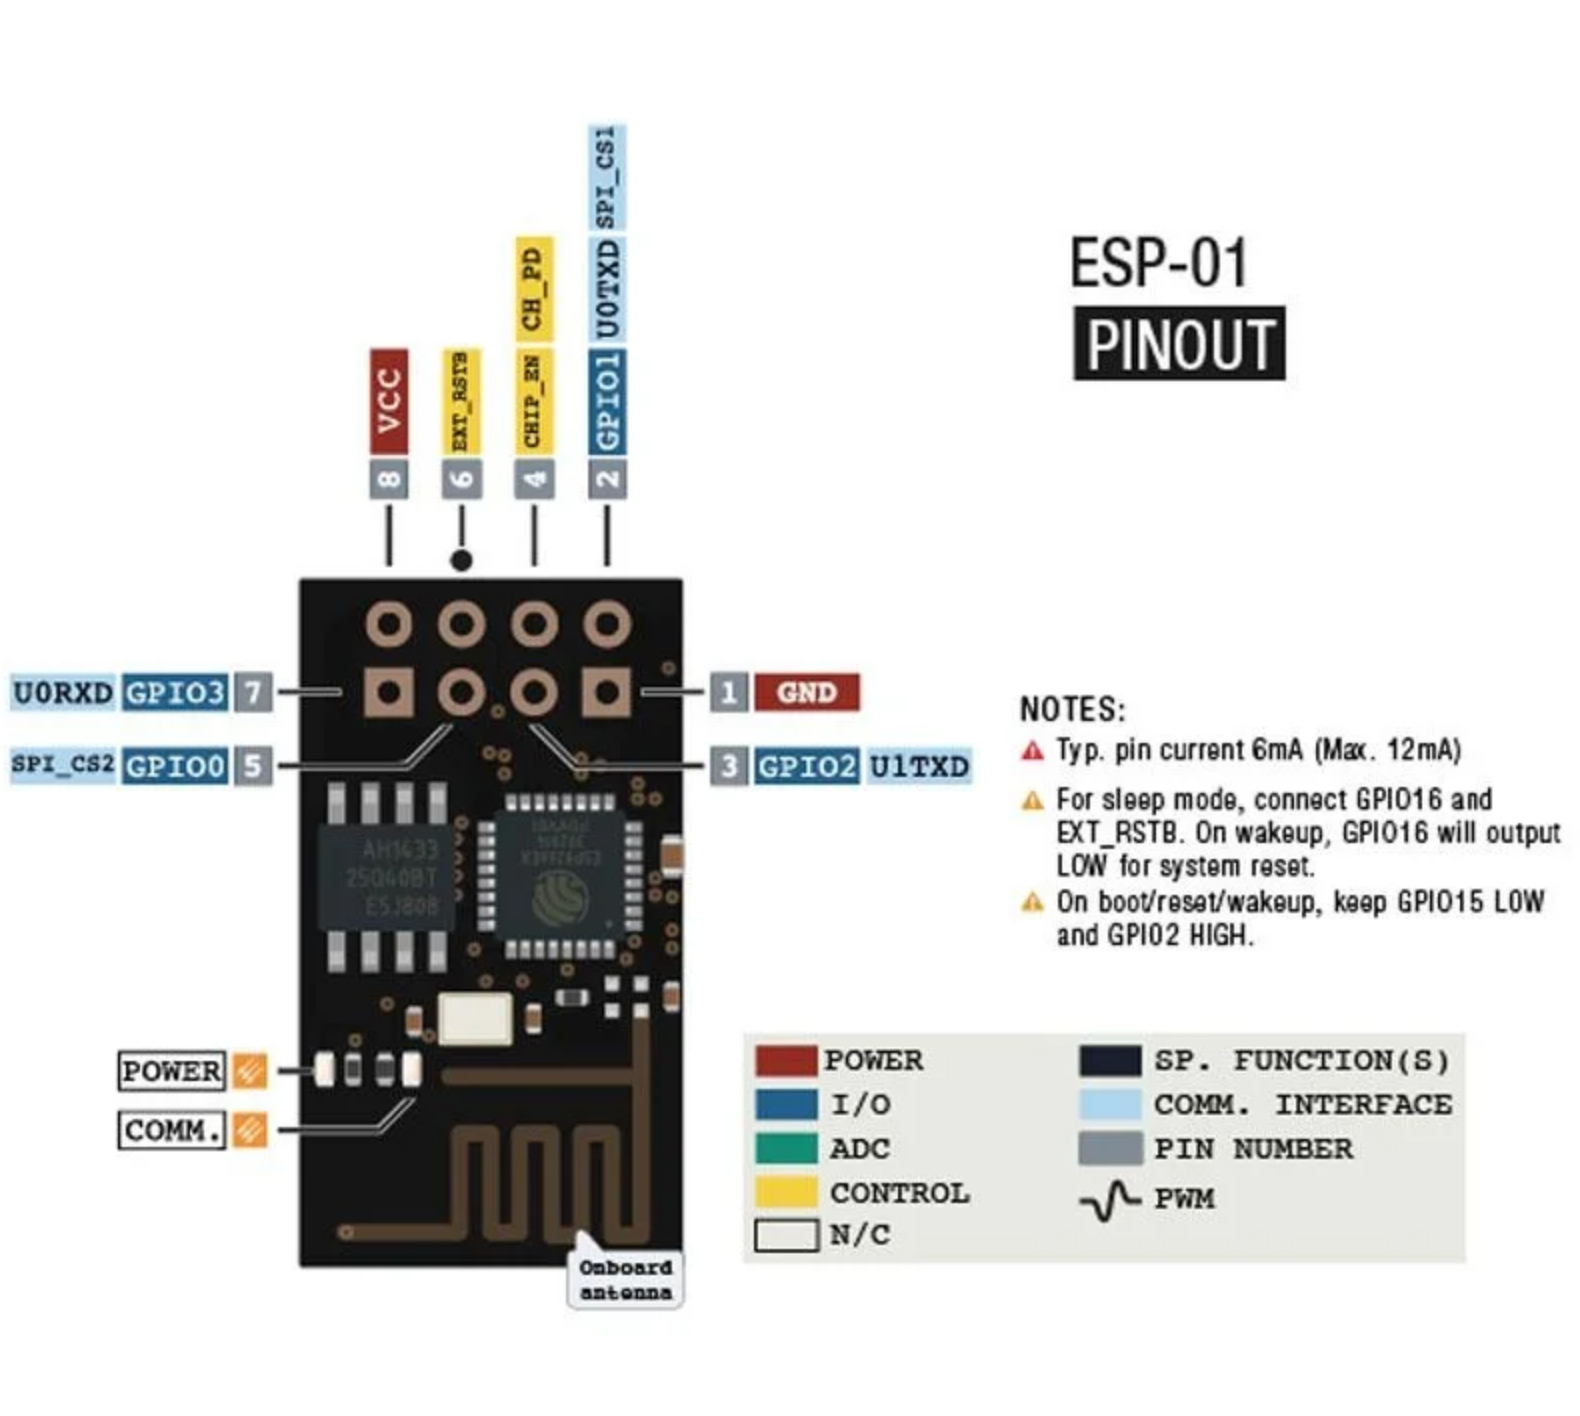 ESP-01
PINOUT
SPI_CS1
U0TXD
GPIO1
2
CH_PD
CHIP_EN
4
EXT_RSTB
6
VCC
8
U0RXD GPIO3 7
SPI_CS2 GPIO0 5
1 GND
3 GPIO2 U1TXD
AH1433
25Q40BT
E5J80B
POWER
COMM.
Onboard
antenna
NOTES:
Typ. pin current 6mA (Max. 12mA)
For sleep mode, connect GPIO16 and
EXT_RSTB. On wakeup, GPIO16 will output
LOW for system reset.
On boot/reset/wakeup, keep GPIO15 LOW
and GPIO2 HIGH.
POWER
I/O
ADC
CONTROL
N/C
SP. FUNCTION(S)
COMM. INTERFACE
PIN NUMBER
PWM